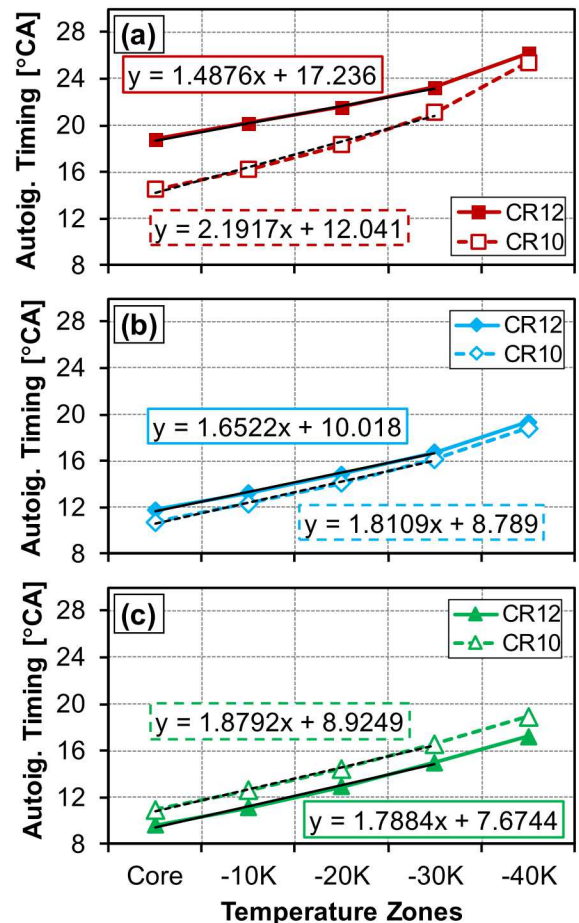 (a)
28
24
20
16
12
8
Autoig. Timing [°CA]
y = 1.4876x + 17.236
y = 2.1917x + 12.041
CR12
CR10
(b)
28
24
20
16
12
8
Autoig. Timing [°CA]
CR12
CR10
y = 1.6522x + 10.018
y = 1.8109x + 8.789
(c)
28
24
20
16
12
8
Autoig. Timing [°CA]
CR12
CR10
y = 1.8792x + 8.9249
y = 1.7884x + 7.6744
Core -10K -20K -30K -40K
Temperature Zones